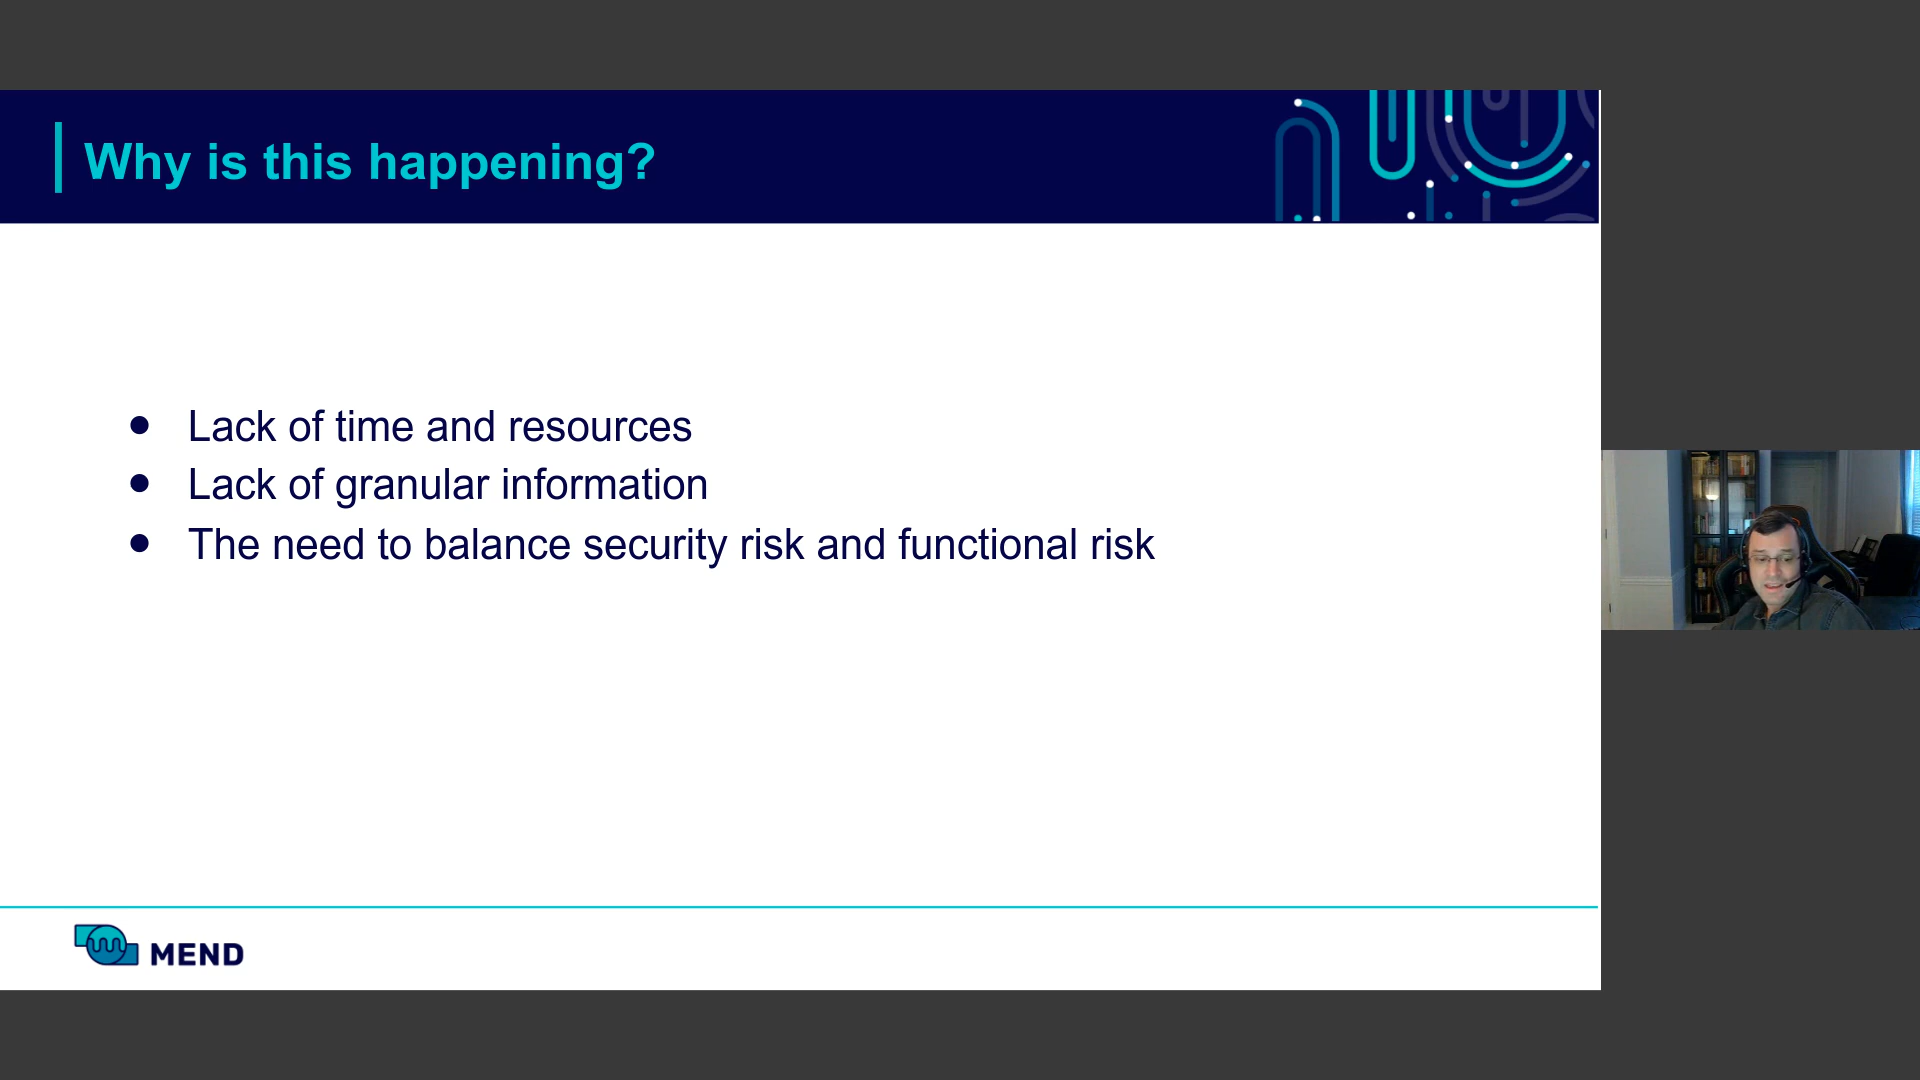 Why is this happening?
● Lack of time and resources
● Lack of granular information
● The need to balance security risk and functional risk
MEND